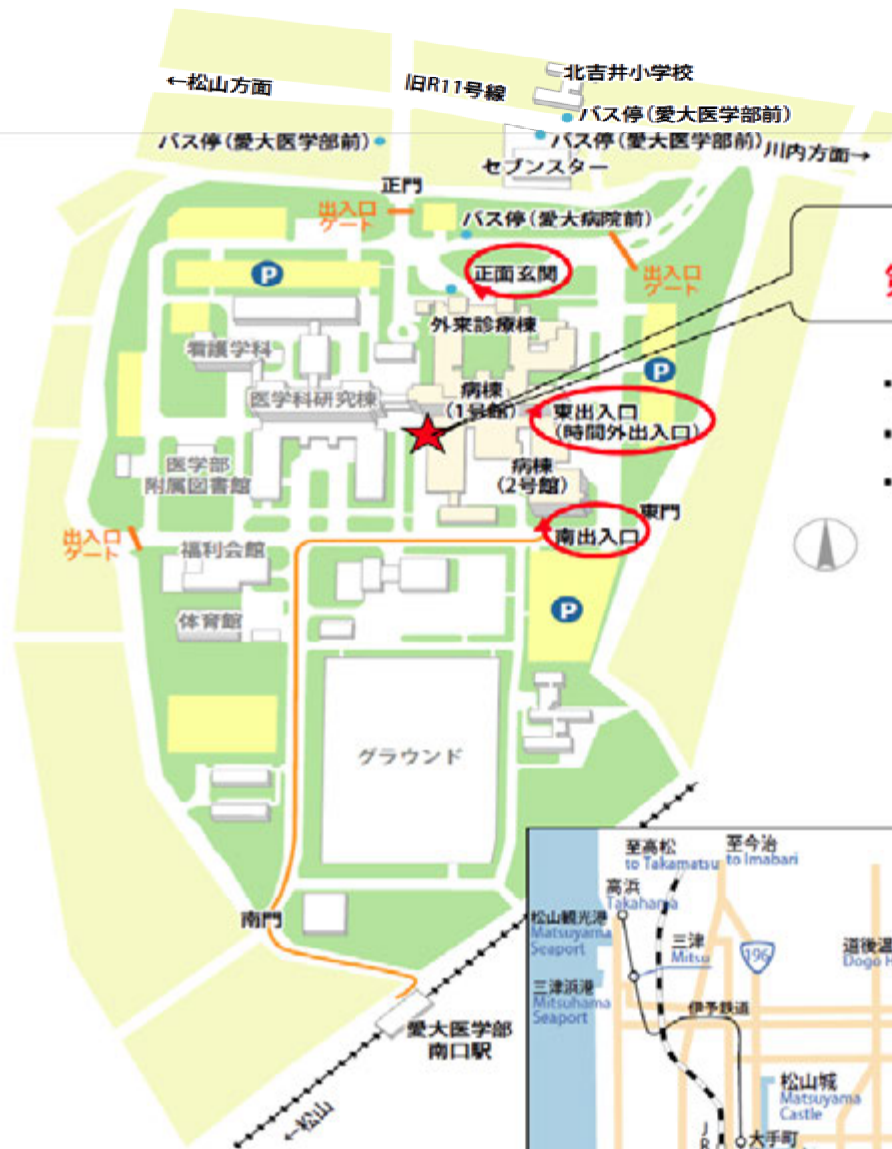 北吉井小学校
←松山方面
旧R11号線
バス停(愛大医学部前)
バス停(愛大医学部前)
バス停(愛大医学部前)
川内方面→
セブンスター
正門
出入口
ゲート
バス停(愛大病院前)
正面玄関
出入口
ゲート
P
外来診療棟
看護学科
P
医学科研究棟
病棟
(1号館)
東出入口
(時間外出入口)
医学部
附属図書館
病棟
(2号館)
東門
南出入口
出入口
ゲート
福利会館
P
体育館
グラウンド
南門
愛大医学部
南口駅
←松山
至高松
to Takamatsu
至今治
to Imabari
高浜
Takahama
松山観光港
Matsuyama
Seaport
三津
Mitsu
196
道後温
Dogo H
三津浜港
Mitsuhama
Seaport
伊予鉄道
松山城
Matsuyama
Castle
大手町
J
R